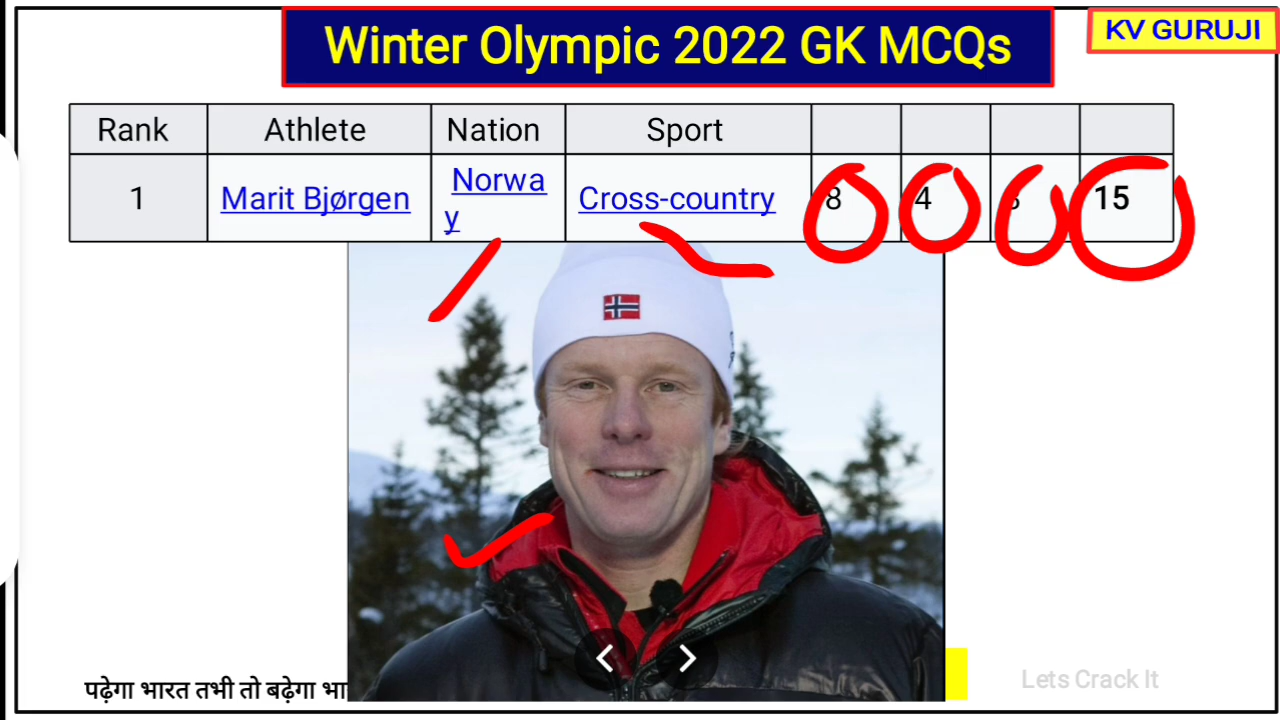 Winter Olympic 2022 GK MCQs
KV GURUJI
Rank Athlete Nation Sport
1 Marit Bjørgen Norwa
y Cross-country 8 4 3 15
पढ़ेगा भारत तभी तो बढ़ेगा भा
Lets Crack It